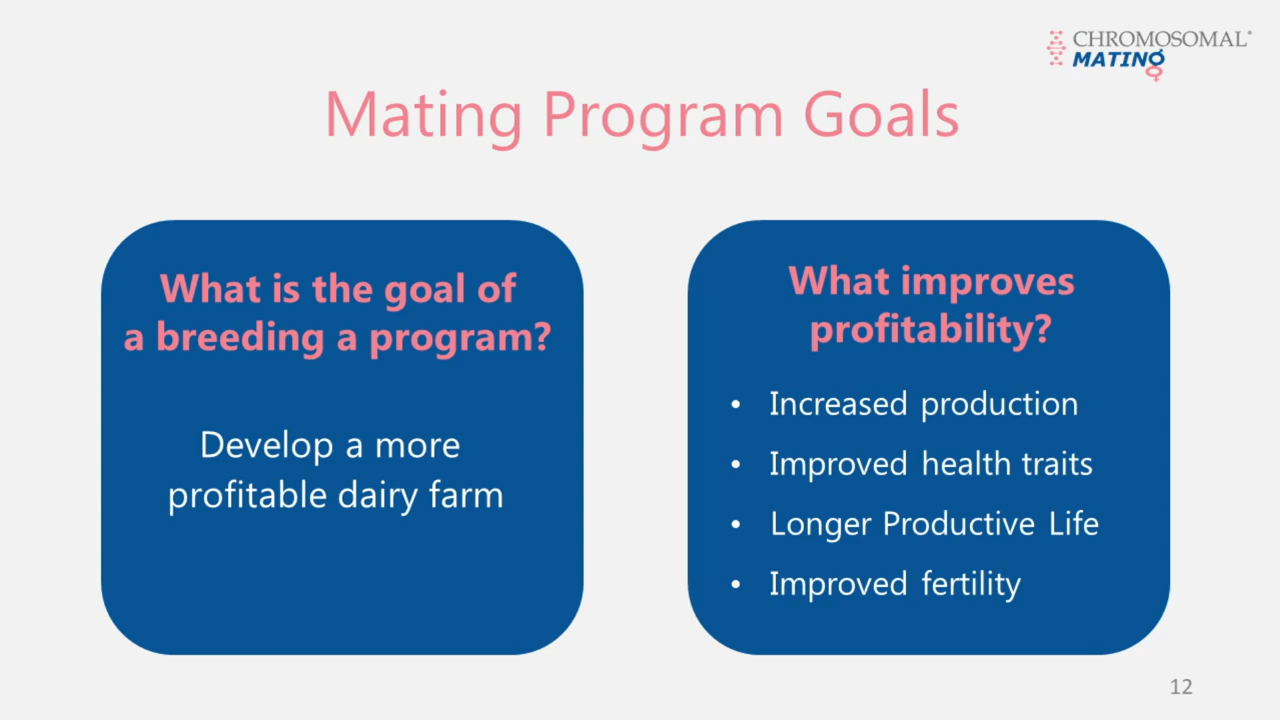 CHROMOSOMAL®
MATING
Mating Program Goals
What is the goal of
a breeding a program?
Develop a more
profitable dairy farm
What improves
profitability?
• Increased production
• Improved health traits
• Longer Productive Life
• Improved fertility
12